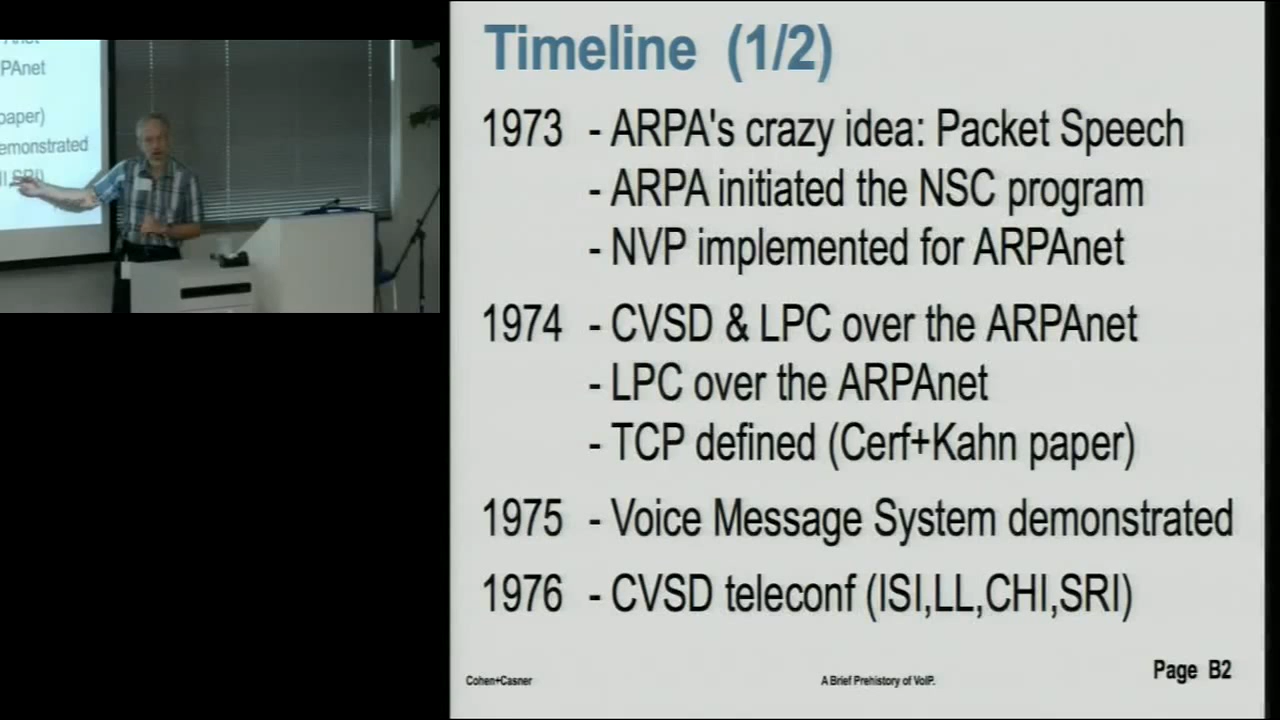 PAnet
paper)
emonstrated
Timeline (1/2)
1973 - ARPA's crazy idea: Packet Speech
- ARPA initiated the NSC program
- NVP implemented for ARPAnet
1974 - CVSD & LPC over the ARPAnet
- LPC over the ARPAnet
- TCP defined (Cerf+Kahn paper)
1975 - Voice Message System demonstrated
1976 - CVSD teleconf (ISI,LL,CHI,SRI)
Page B2
Cohen+Casner
A Brief Prehistory of VoIP.